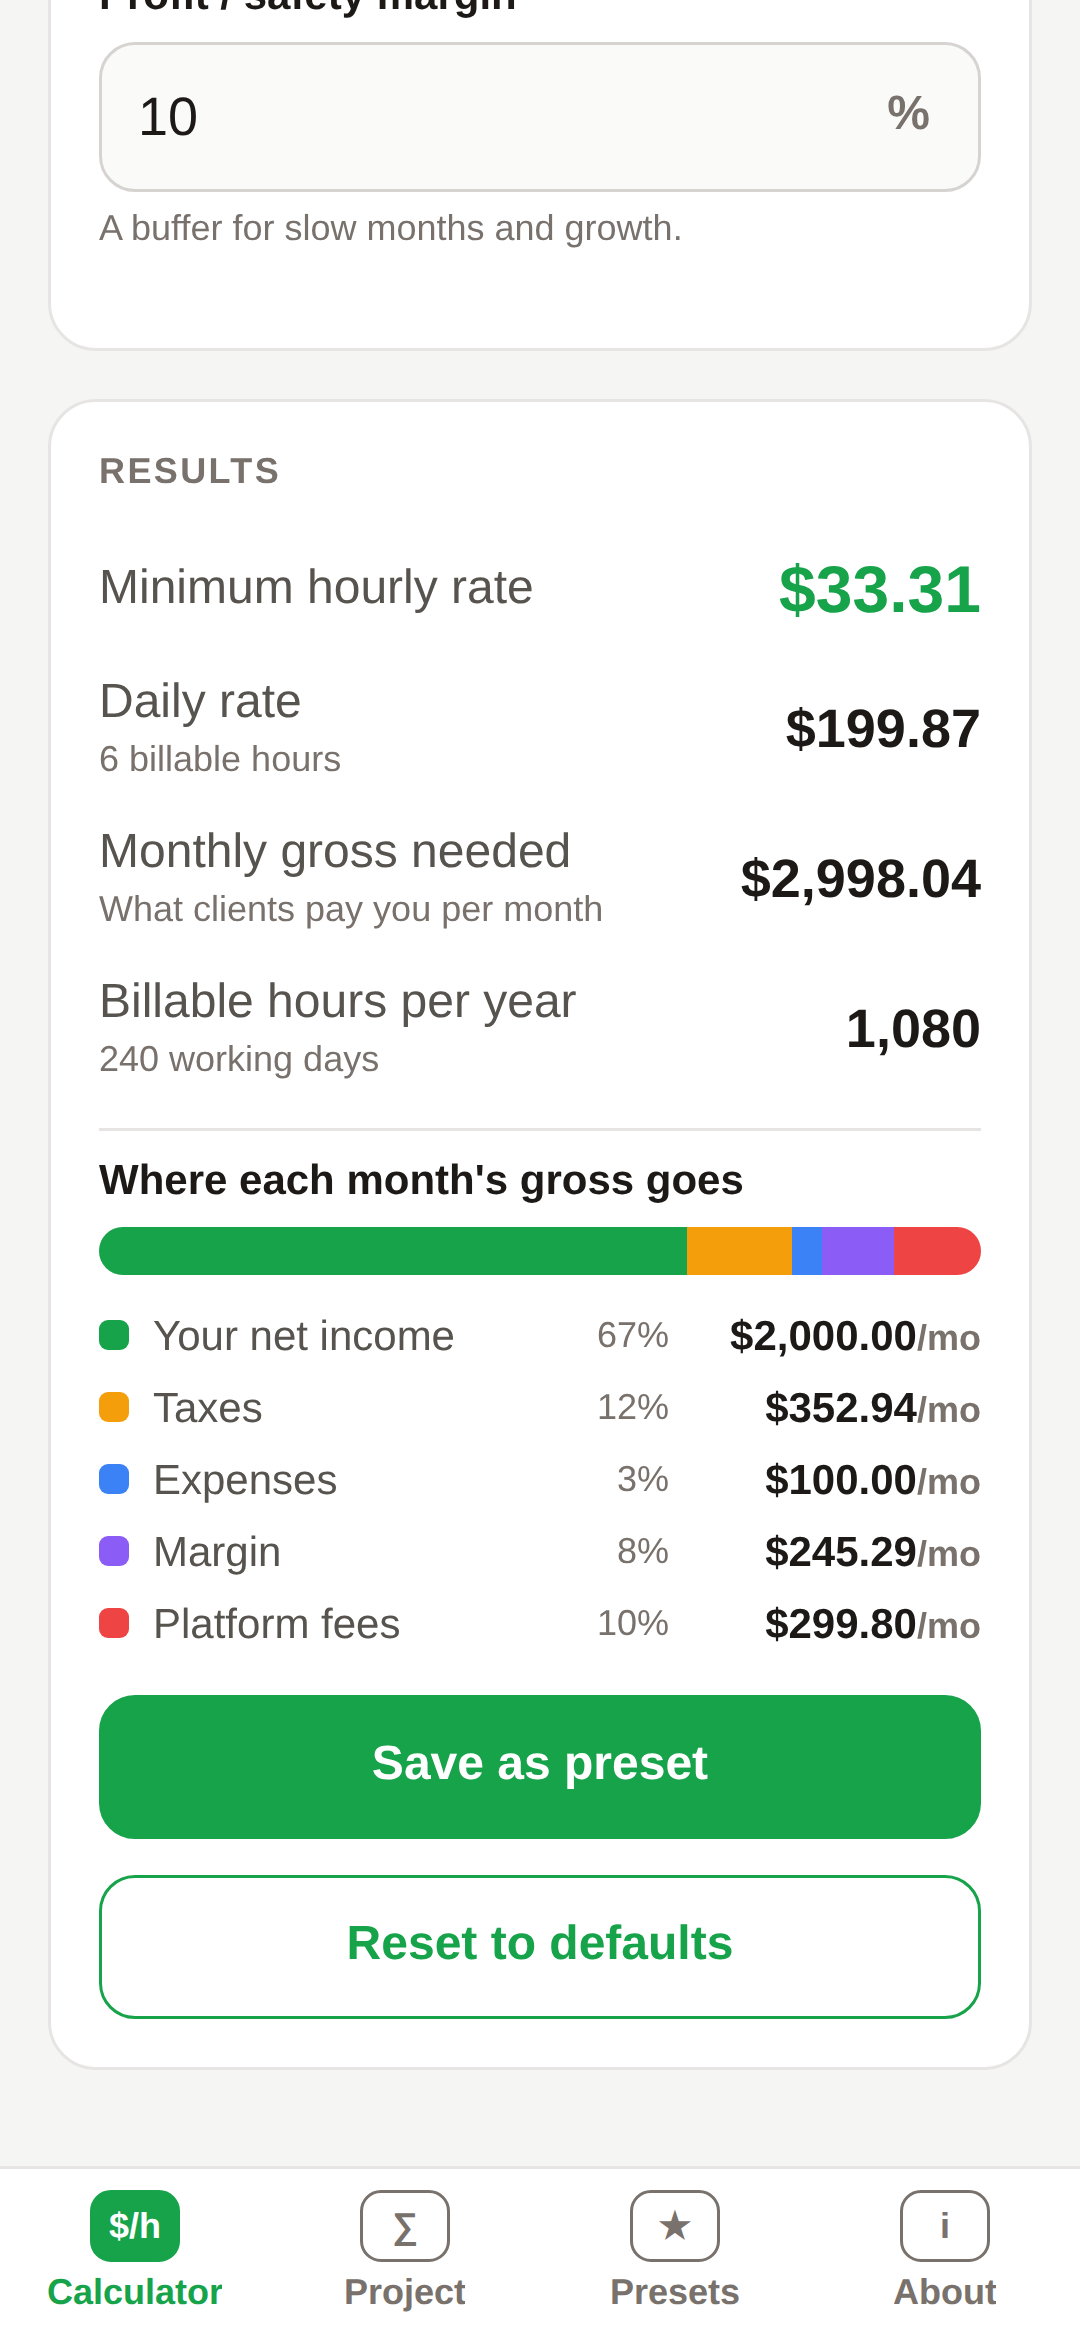 Profit / safety margin
10 %
A buffer for slow months and growth.
RESULTS
Minimum hourly rate $33.31
Daily rate
6 billable hours
$199.87
Monthly gross needed
What clients pay you per month
$2,998.04
Billable hours per year
240 working days
1,080
Where each month's gross goes
Your net income 67% $2,000.00/mo
Taxes 12% $352.94/mo
Expenses 3% $100.00/mo
Margin 8% $245.29/mo
Platform fees 10% $299.80/mo
Save as preset
Reset to defaults
$/h ∑ ★ i
Calculator Project Presets About